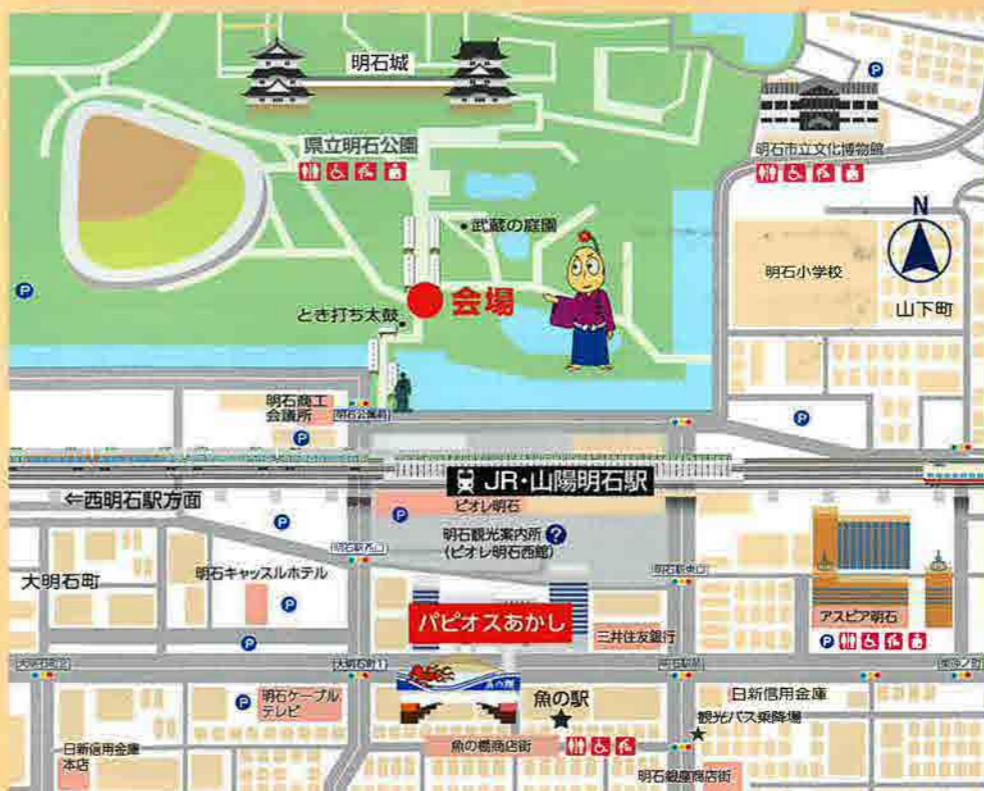 明石城
P
県立明石公園
明石市立文化博物館
武蔵の庭園
N
明石小学校
山下町
P
会場
とき打ち太鼓
明石商工
会議所
明石公園前
P
P
JR・山陽明石駅
←西明石駅方面
ピオレ明石
P
P
明石観光案内所 ?
(ピオレ明石西館)
明石駅西口
明石駅東口
大明石町
明石キャッスルホテル
P
パピオスあかし
アスピア明石
三井住友銀行
P
P
大明石町1
明石駅前
魚の棚
明石ケーブル
テレビ
P
魚の駅
日新信用金庫
観光バス乗降場
日新信用金庫
本店
魚の棚商店街
明石銀座商店街